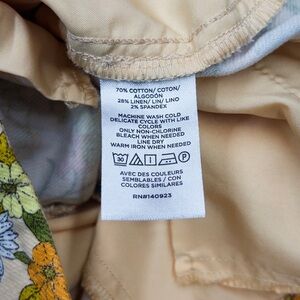 70% COTTON/ COTON/
ALGODÓN
28% LINEN/ LIN/ LINO
2% SPANDEX
MACHINE WASH COLD
DELICATE CYCLE WITH LIKE
COLORS
ONLY NON-CHLORINE
BLEACH WHEN NEEDED
LINE DRY
WARM IRON WHEN NEEDED
30
AVEC DES COULEURS
SEMBLABLES / CON
COLORES SIMILARES
RN#140923